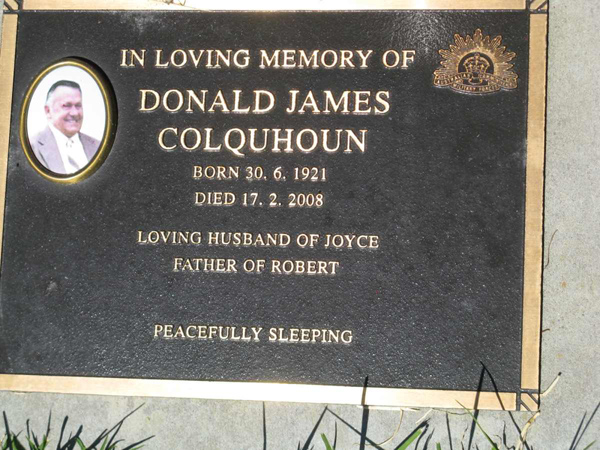 IN LOVING MEMORY OF
DONALD JAMES
COLQUHOUN
BORN 30. 6. 1921
DIED 17. 2. 2008
LOVING HUSBAND OF JOYCE
FATHER OF ROBERT
PEACEFULLY SLEEPING